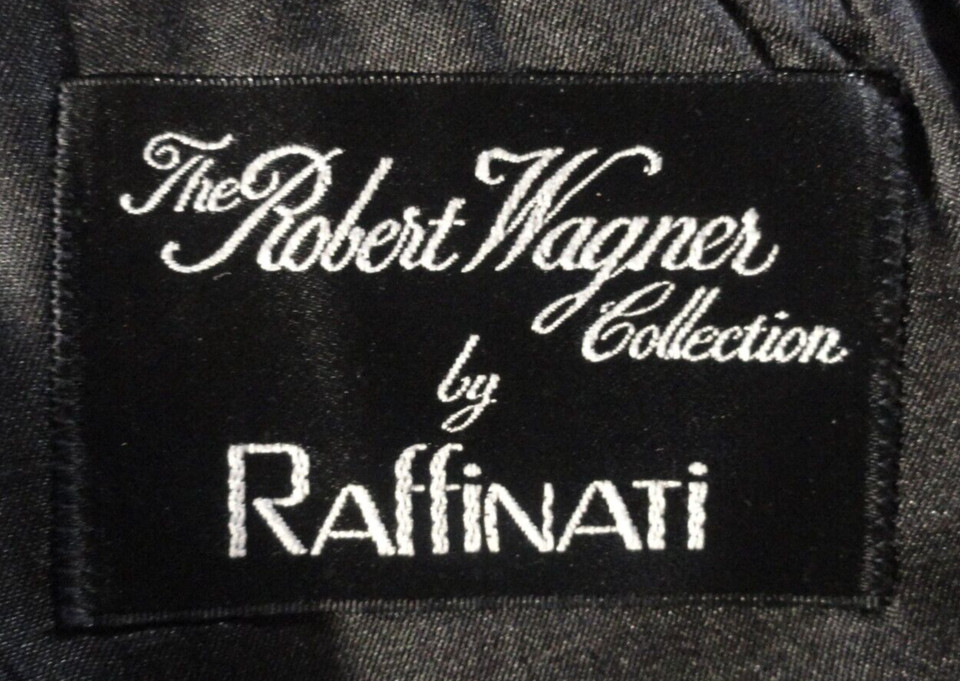 The Robert Wagner
Collection
by
RAffiNATi